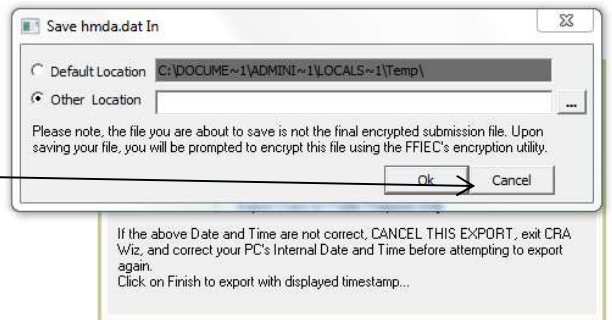 Save hmda.dat In
Default Location C:\DOCUME~1\ADMINI~1\LOCALS~1\Temp\
Other Location ...
Please note, the file you are about to save is not the final encrypted submission file. Upon
saving your file, you will be prompted to encrypt this file using the FFIEC's encryption utility.
Ok Cancel
If the above Date and Time are not correct, CANCEL THIS EXPORT, exit CRA
Wiz, and correct your PC's Internal Date and Time before attempting to export
again.
Click on Finish to export with displayed timestamp...